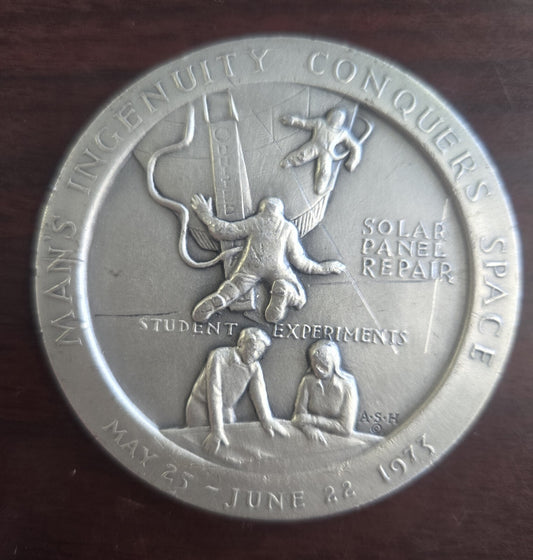 MAN'S INGENUITY CONQUERS SPACE
SOLAR
PANEL
REPAIR
STUDENT EXPERIMENTS
A·S·H
©
MAY 25 - JUNE 22 1973